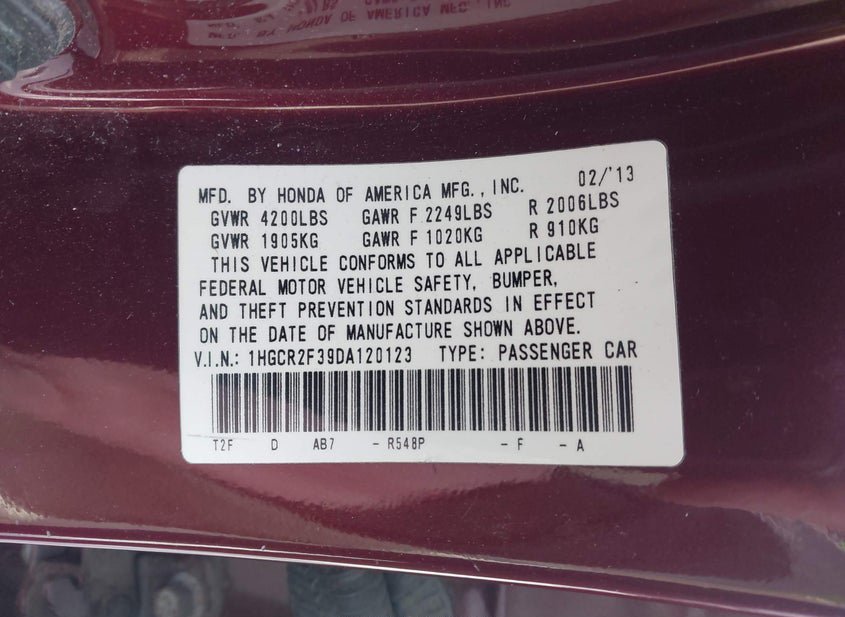 MFD. BY HONDA OF AMERICA MFG., INC. 02/'13
GVWR 4200LBS GAWR F 2249LBS R 2006LBS
GVWR 1905KG GAWR F 1020KG R 910KG
THIS VEHICLE CONFORMS TO ALL APPLICABLE
FEDERAL MOTOR VEHICLE SAFETY, BUMPER,
AND THEFT PREVENTION STANDARDS IN EFFECT
ON THE DATE OF MANUFACTURE SHOWN ABOVE.
V.I.N.: 1HGCR2F39DA120123 TYPE: PASSENGER CAR
T2F D AB7 - R548P - F - A